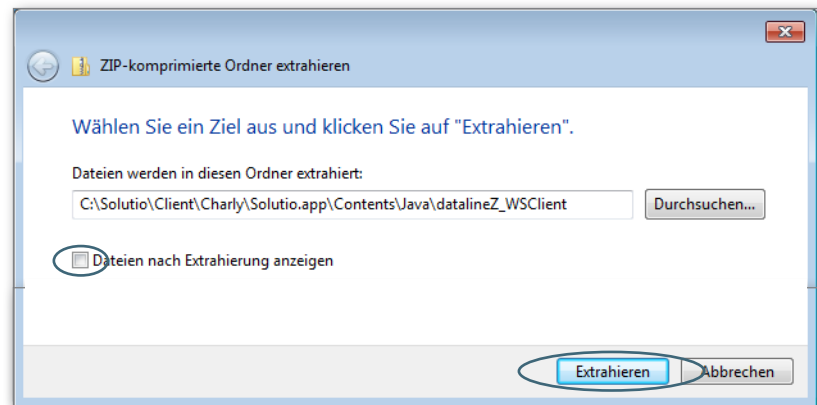 ZIP-komprimierte Ordner extrahieren
Wählen Sie ein Ziel aus und klicken Sie auf "Extrahieren".
Dateien werden in diesen Ordner extrahiert:
C:\Solutio\Client\Charly\Solutio.app\Contents\Java\datalineZ_WSClient Durchsuchen...
Dateien nach Extrahierung anzeigen
Extrahieren Abbrechen